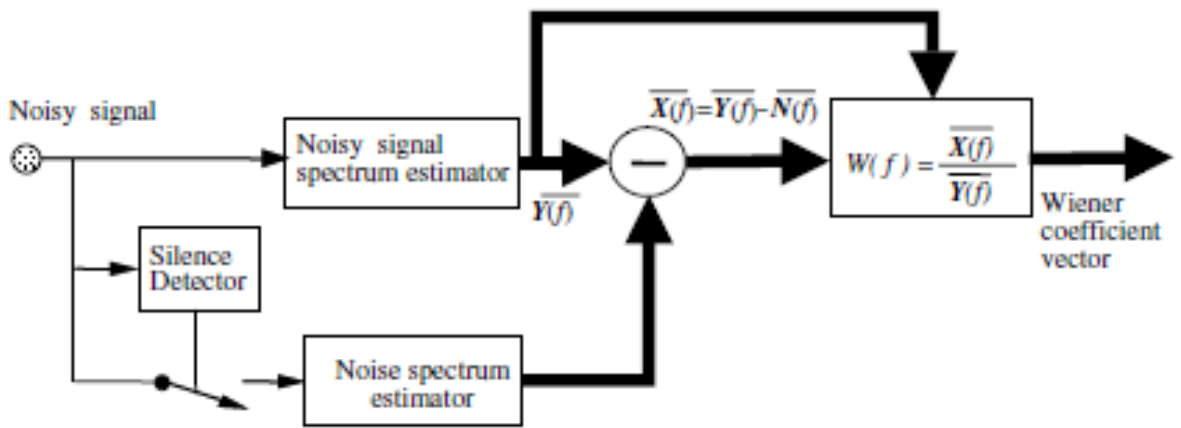 Noisy signal
Noisy signal
spectrum estimator
Y(f)
X(f)=Y(f)-N(f)
W( f ) = X(f) / Y(f)
Wiener
coefficient
vector
Silence
Detector
Noise spectrum
estimator